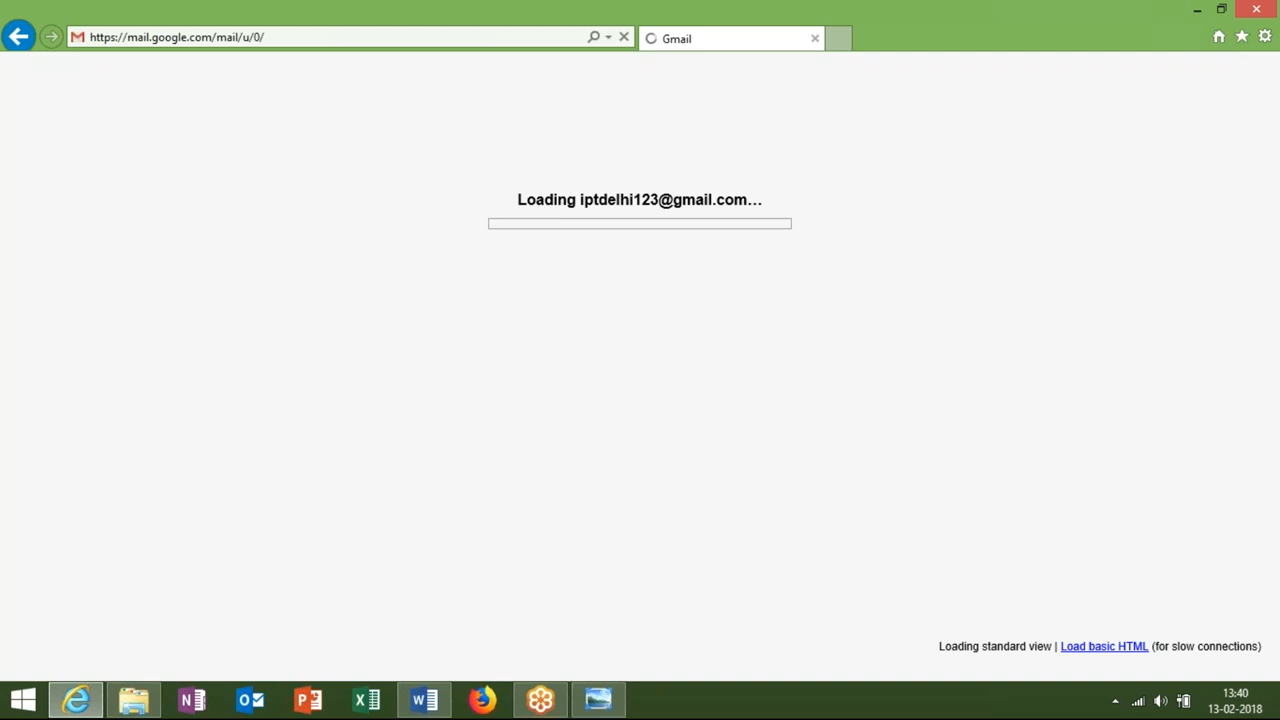 https://mail.google.com/mail/u/0/
Gmail
Loading iptdelhi123@gmail.com...
Loading standard view | Load basic HTML (for slow connections)
13:40
13-02-2018